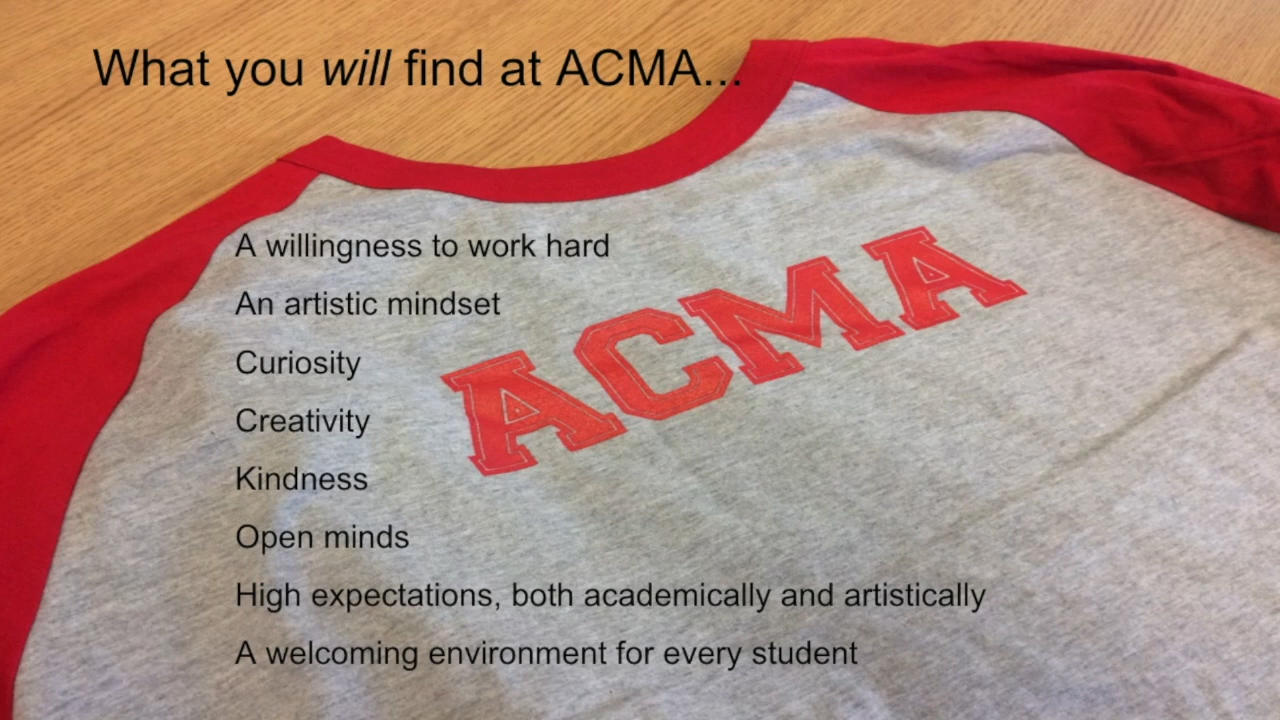 What you will find at ACMA...
A willingness to work hard
An artistic mindset
Curiosity
Creativity
Kindness
Open minds
High expectations, both academically and artistically
A welcoming environment for every student
ACMA